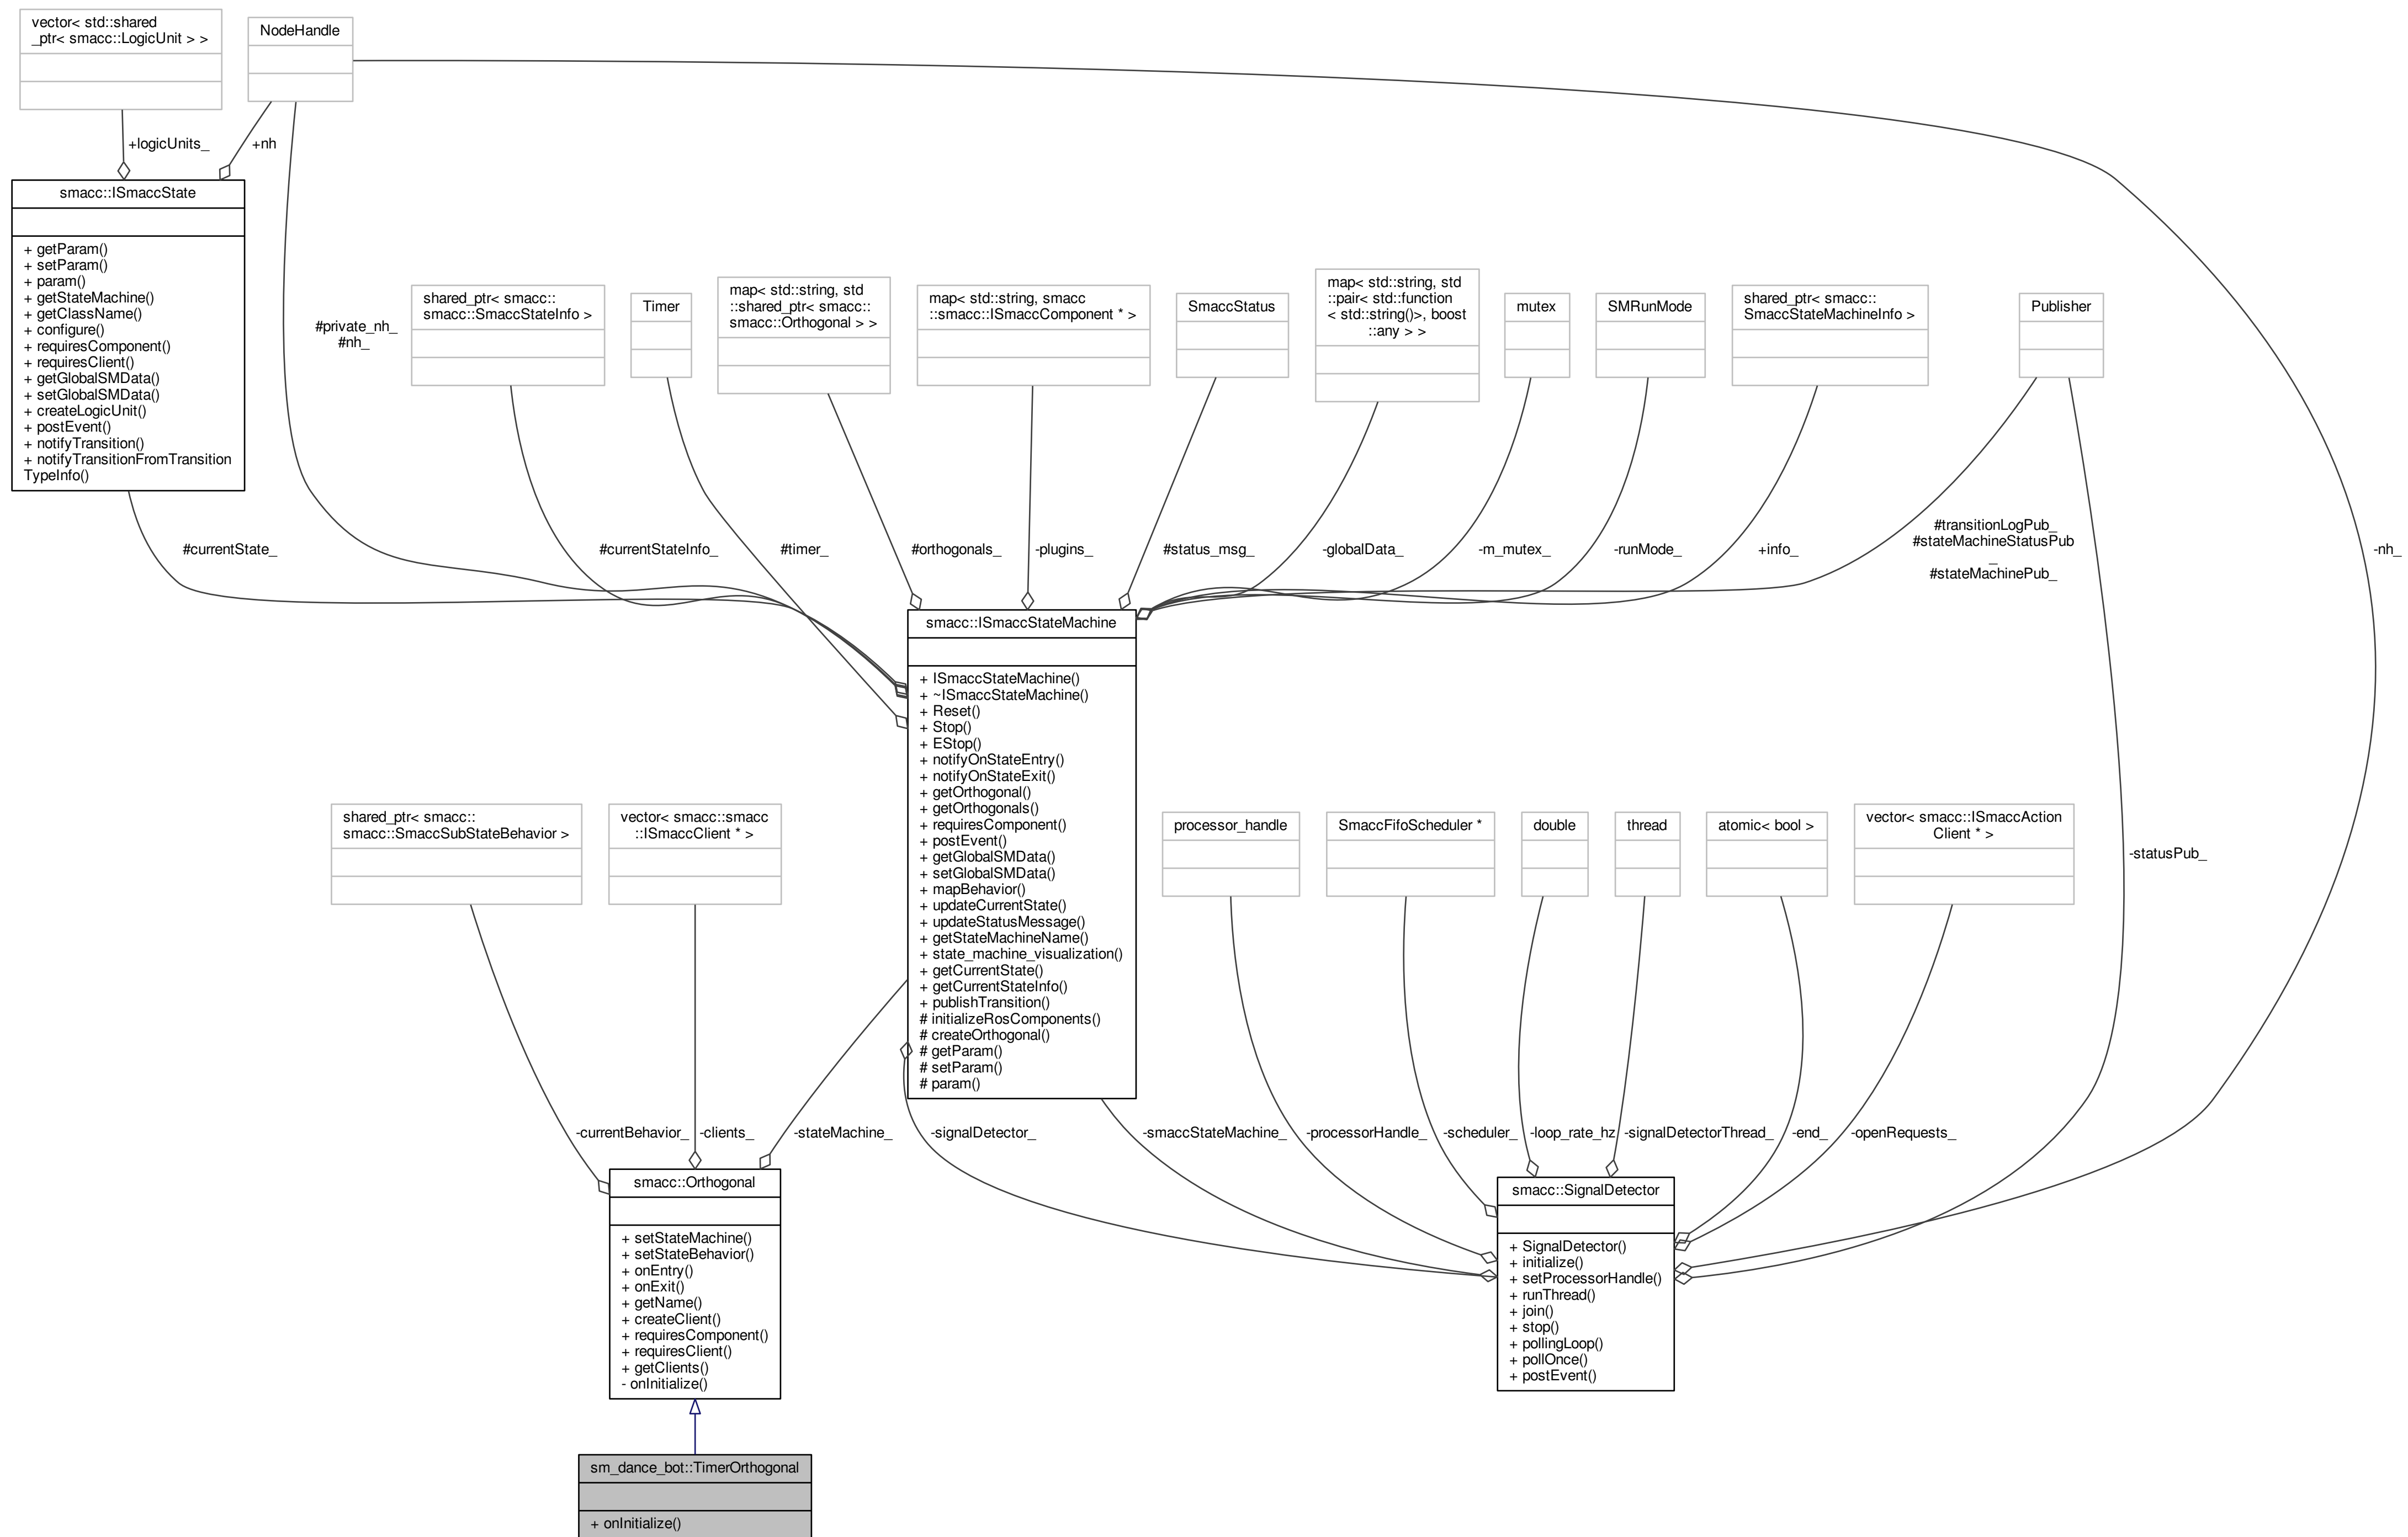 vector< std::shared
_ptr< smacc::LogicUnit > >
NodeHandle
+logicUnits_
+nh
smacc::ISmaccState
+ getParam()
+ setParam()
+ param()
+ getStateMachine()
+ getClassName()
+ configure()
+ requiresComponent()
+ requiresClient()
+ getGlobalSMData()
+ setGlobalSMData()
+ createLogicUnit()
+ postEvent()
+ notifyTransition()
+ notifyTransitionFromTransition
TypeInfo()
#private_nh_
#nh_
shared_ptr< smacc::
smacc::SmaccStateInfo >
Timer
map< std::string, std
::shared_ptr< smacc::
smacc::Orthogonal > >
map< std::string, smacc
::smacc::ISmaccComponent * >
SmaccStatus
map< std::string, std
::pair< std::function
< std::string()>, boost
::any > >
mutex
SMRunMode
shared_ptr< smacc::
SmaccStateMachineInfo >
Publisher
#currentState_
#currentStateInfo_
#timer_
#orthogonals_
-plugins_
#status_msg_
-globalData_
-m_mutex_
-runMode_
+info_
#transitionLogPub_
#stateMachineStatusPub
_
#stateMachinePub_
-nh_
smacc::ISmaccStateMachine
+ ISmaccStateMachine()
+ ~ISmaccStateMachine()
+ Reset()
+ Stop()
+ EStop()
+ notifyOnStateEntry()
+ notifyOnStateExit()
+ getOrthogonal()
+ getOrthogonals()
+ requiresComponent()
+ postEvent()
+ getGlobalSMData()
+ setGlobalSMData()
+ mapBehavior()
+ updateCurrentState()
+ updateStatusMessage()
+ getStateMachineName()
+ state_machine_visualization()
+ getCurrentState()
+ getCurrentStateInfo()
+ publishTransition()
# initializeRosComponents()
# createOrthogonal()
# getParam()
# setParam()
# param()
shared_ptr< smacc::
smacc::SmaccSubStateBehavior >
vector< smacc::smacc
::ISmaccClient * >
processor_handle
SmaccFifoScheduler *
double
thread
atomic< bool >
vector< smacc::ISmaccAction
Client * >
-statusPub_
-currentBehavior_
-clients_
-stateMachine_
-signalDetector_
-smaccStateMachine_
-processorHandle_
-scheduler_
-loop_rate_hz
-signalDetectorThread_
-end_
-openRequests_
smacc::Orthogonal
+ setStateMachine()
+ setStateBehavior()
+ onEntry()
+ onExit()
+ getName()
+ createClient()
+ requiresComponent()
+ requiresClient()
+ getClients()
- onInitialize()
smacc::SignalDetector
+ SignalDetector()
+ initialize()
+ setProcessorHandle()
+ runThread()
+ join()
+ stop()
+ pollingLoop()
+ pollOnce()
+ postEvent()
sm_dance_bot::TimerOrthogonal
+ onInitialize()